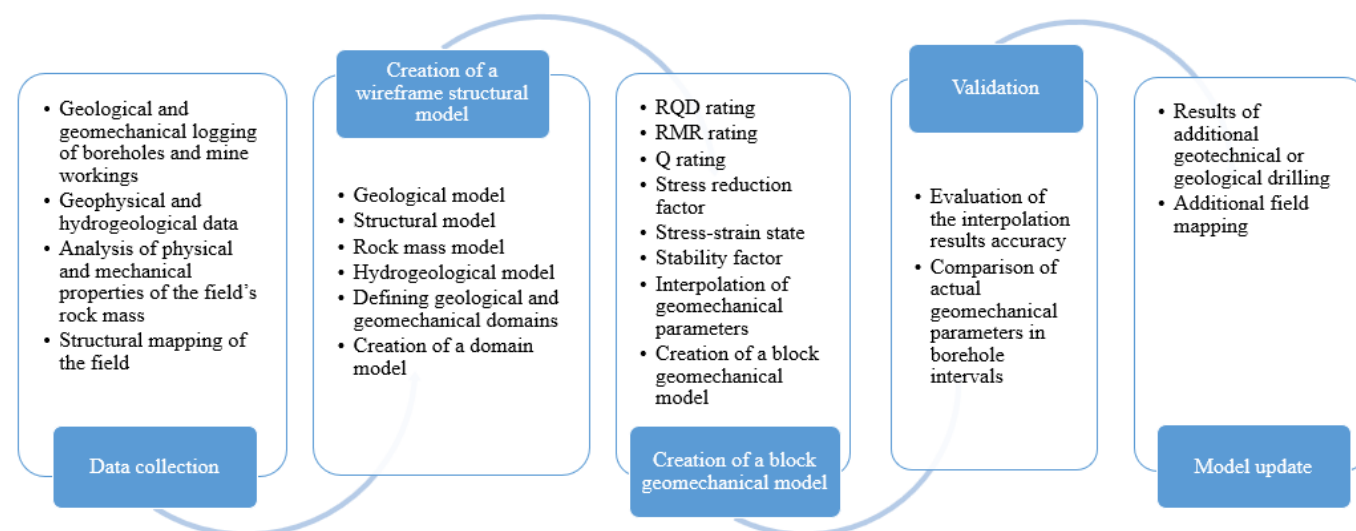 • Geological and
geomechanical logging
of boreholes and mine
workings
• Geophysical and
hydrogeological data
• Analysis of physical
and mechanical
properties of the field's
rock mass
• Structural mapping of
the field
Data collection
Creation of a
wireframe structural
model
• Geological model
• Structural model
• Rock mass model
• Hydrogeological model
• Defining geological and
geomechanical domains
• Creation of a domain
model
• RQD rating
• RMR rating
• Q rating
• Stress reduction
factor
• Stress-strain state
• Stability factor
• Interpolation of
geomechanical
parameters
• Creation of a block
geomechanical
model
Creation of a block
geomechanical model
Validation
• Evaluation of
the interpolation
results accuracy
• Comparison of
actual
geomechanical
parameters in
borehole
intervals
• Results of
additional
geotechnical or
geological drilling
• Additional field
mapping
Model update